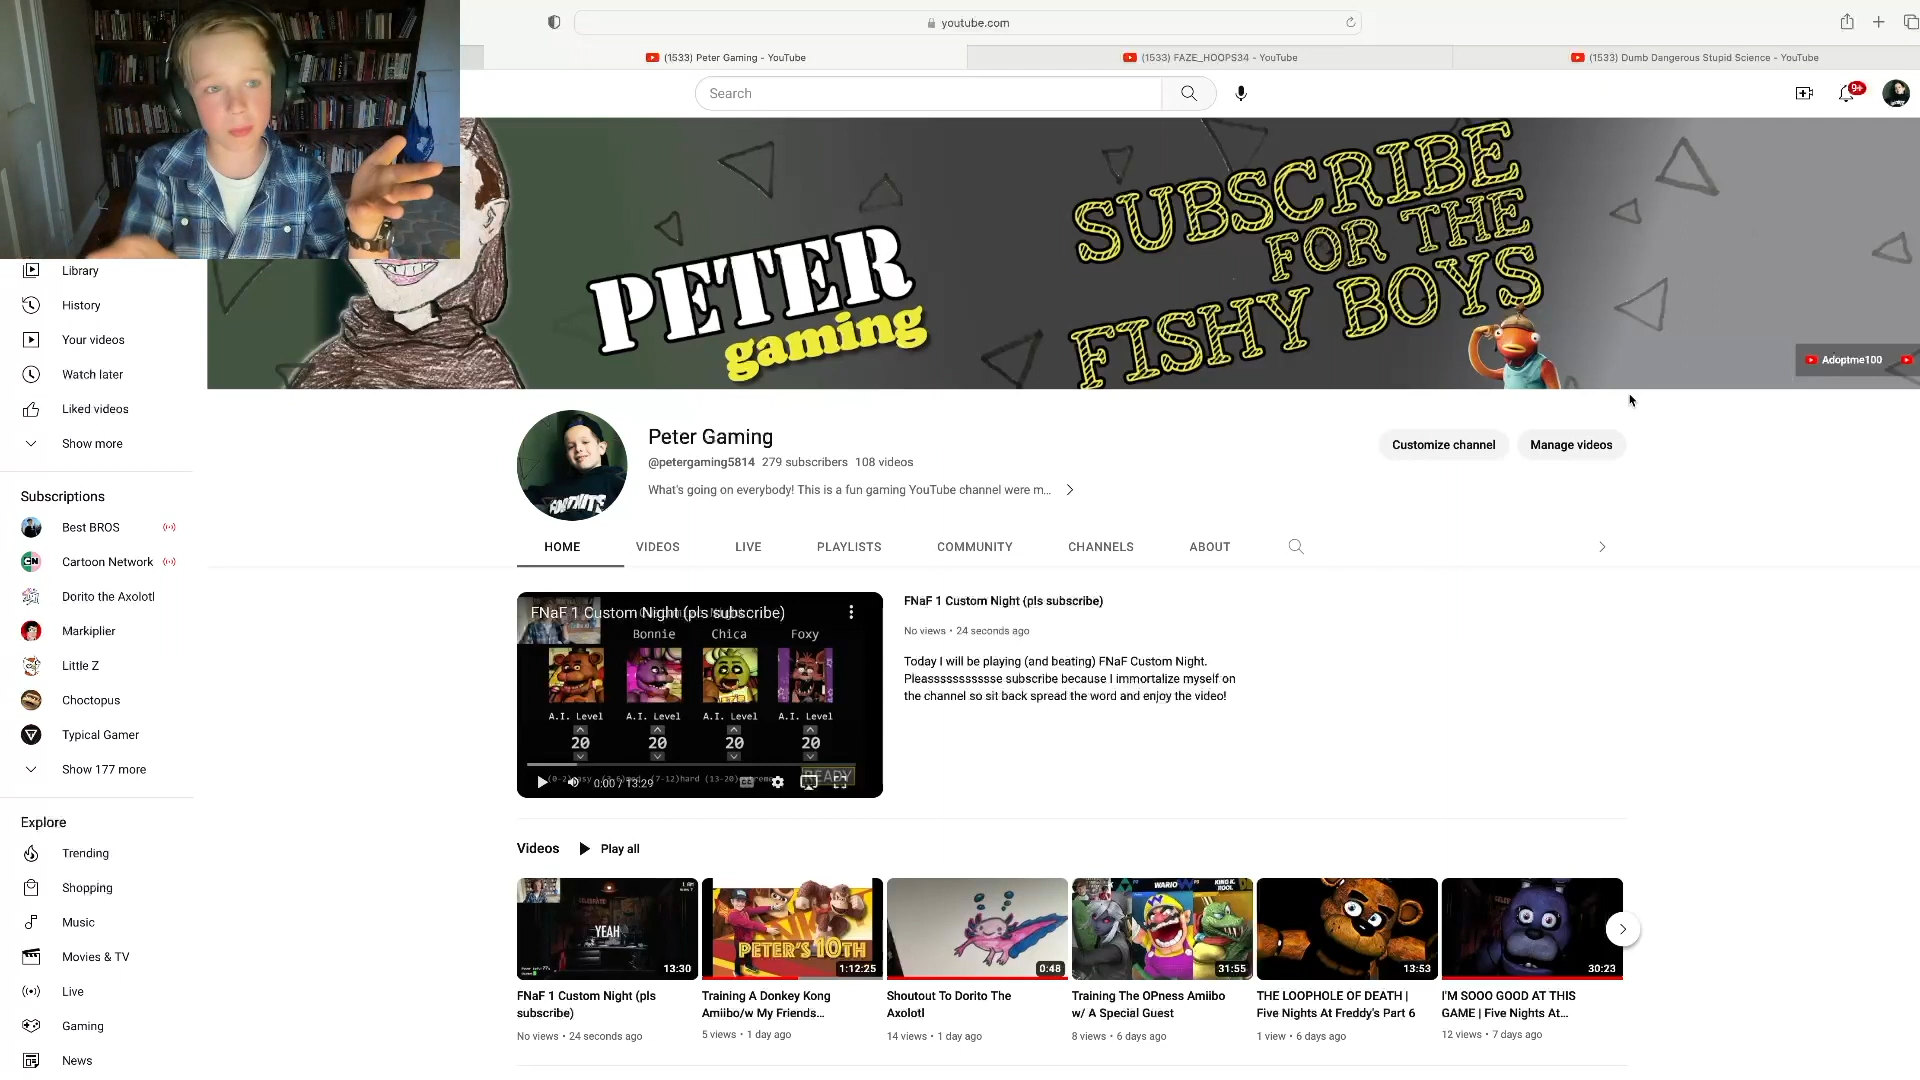 youtube.com
(1533) Peter Gaming - YouTube
(1533) FAZE_HOOPS34 - YouTube
(1533) Dumb Dangerous Stupid Science - YouTube
Search
9+
PETER
gaming
SUBSCRIBE
FOR THE
FISHY BOYS
Adoptme100
Library
History
Your videos
Watch later
Liked videos
Show more
Subscriptions
Best BROS
Cartoon Network
Dorito the Axolotl
Markiplier
Little Z
Choctopus
Typical Gamer
Show 177 more
Explore
Trending
Shopping
Music
Movies & TV
Live
Gaming
News
Peter Gaming
@petergaming5814 279 subscribers 108 videos
What's going on everybody! This is a fun gaming YouTube channel were m...
Customize channel
Manage videos
HOME VIDEOS LIVE PLAYLISTS COMMUNITY CHANNELS ABOUT
FNaF 1 Custom Night (pls subscribe)
Bonnie Chica Foxy
A.I. Level A.I. Level A.I. Level A.I. Level
20 20 20 20
(7-12)hard (13-20)extreme
READY
0:00 / 13:29
FNaF 1 Custom Night (pls subscribe)
No views • 24 seconds ago
Today I will be playing (and beating) FNaF Custom Night.
Pleassssssssssse subscribe because I immortalize myself on
the channel so sit back spread the word and enjoy the video!
Videos
Play all
YEAH
13:30
PETER'S 10TH
1:12:25
0:48
WARIO
KING K. ROOL
31:55
13:53
30:23
FNaF 1 Custom Night (pls
subscribe)
No views • 24 seconds ago
Training A Donkey Kong
Amiibo/w My Friends...
5 views • 1 day ago
Shoutout To Dorito The
Axolotl
14 views • 1 day ago
Training The OPness Amiibo
w/ A Special Guest
8 views • 6 days ago
THE LOOPHOLE OF DEATH |
Five Nights At Freddy's Part 6
1 view • 6 days ago
I'M SOOO GOOD AT THIS
GAME | Five Nights At...
12 views • 7 days ago